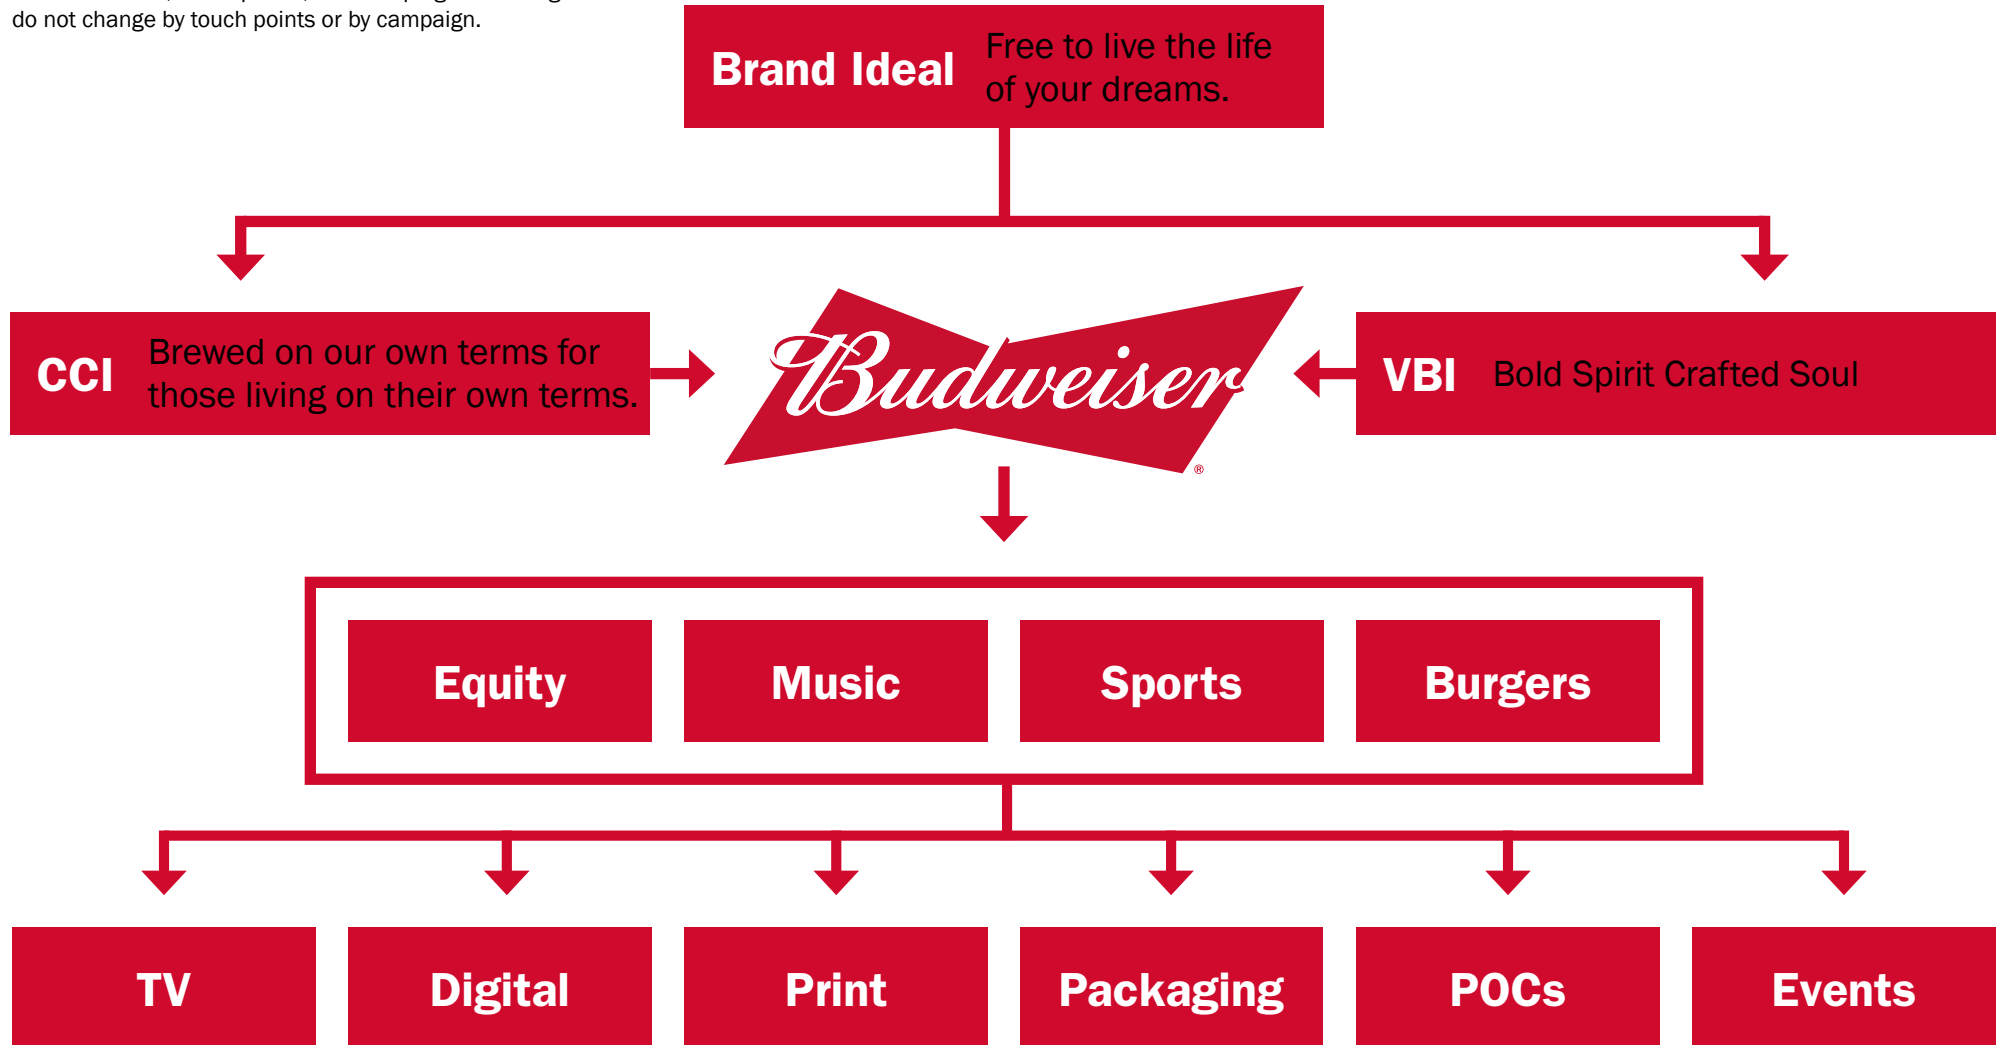 do not change by touch points or by campaign.
Brand Ideal
Free to live the life
of your dreams.
CCI
Brewed on our own terms for
those living on their own terms.
Budweiser
®
VBI
Bold Spirit Crafted Soul
Equity
Music
Sports
Burgers
TV
Digital
Print
Packaging
POCs
Events